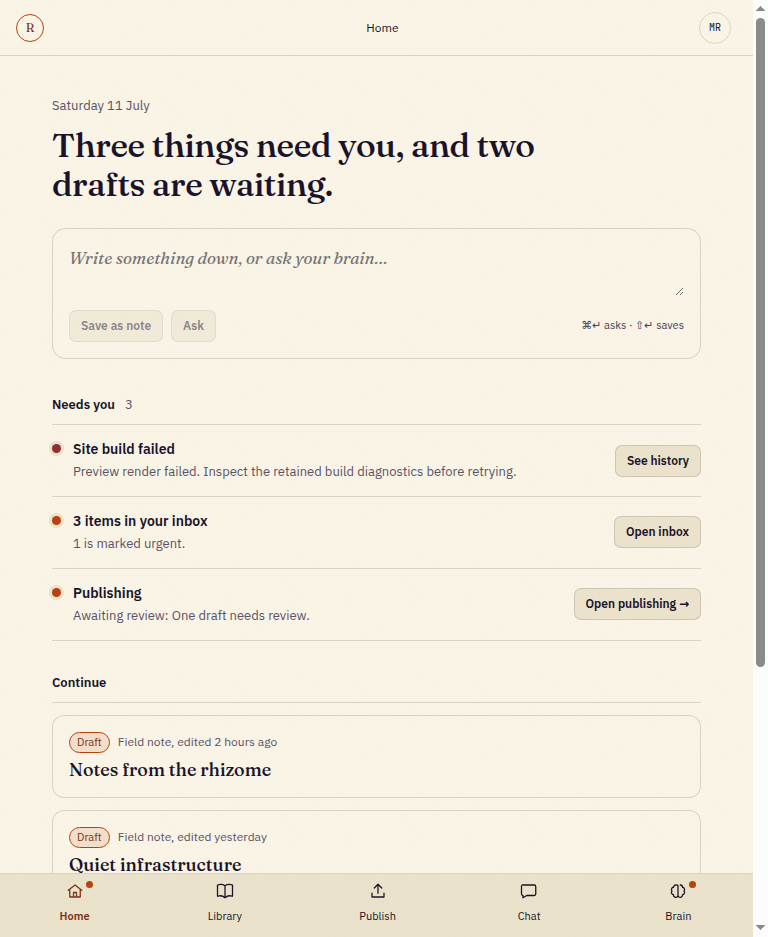 R
Home
MR
Saturday 11 July
Three things need you, and two
drafts are waiting.
Write something down, or ask your brain...
Save as note
Ask
⌘↵ asks · ⇧↵ saves
Needs you 3
Site build failed
Preview render failed. Inspect the retained build diagnostics before retrying.
See history
3 items in your inbox
1 is marked urgent.
Open inbox
Publishing
Awaiting review: One draft needs review.
Open publishing →
Continue
Draft Field note, edited 2 hours ago
Notes from the rhizome
Draft Field note, edited yesterday
Quiet infrastructure
Home
Library
Publish
Chat
Brain